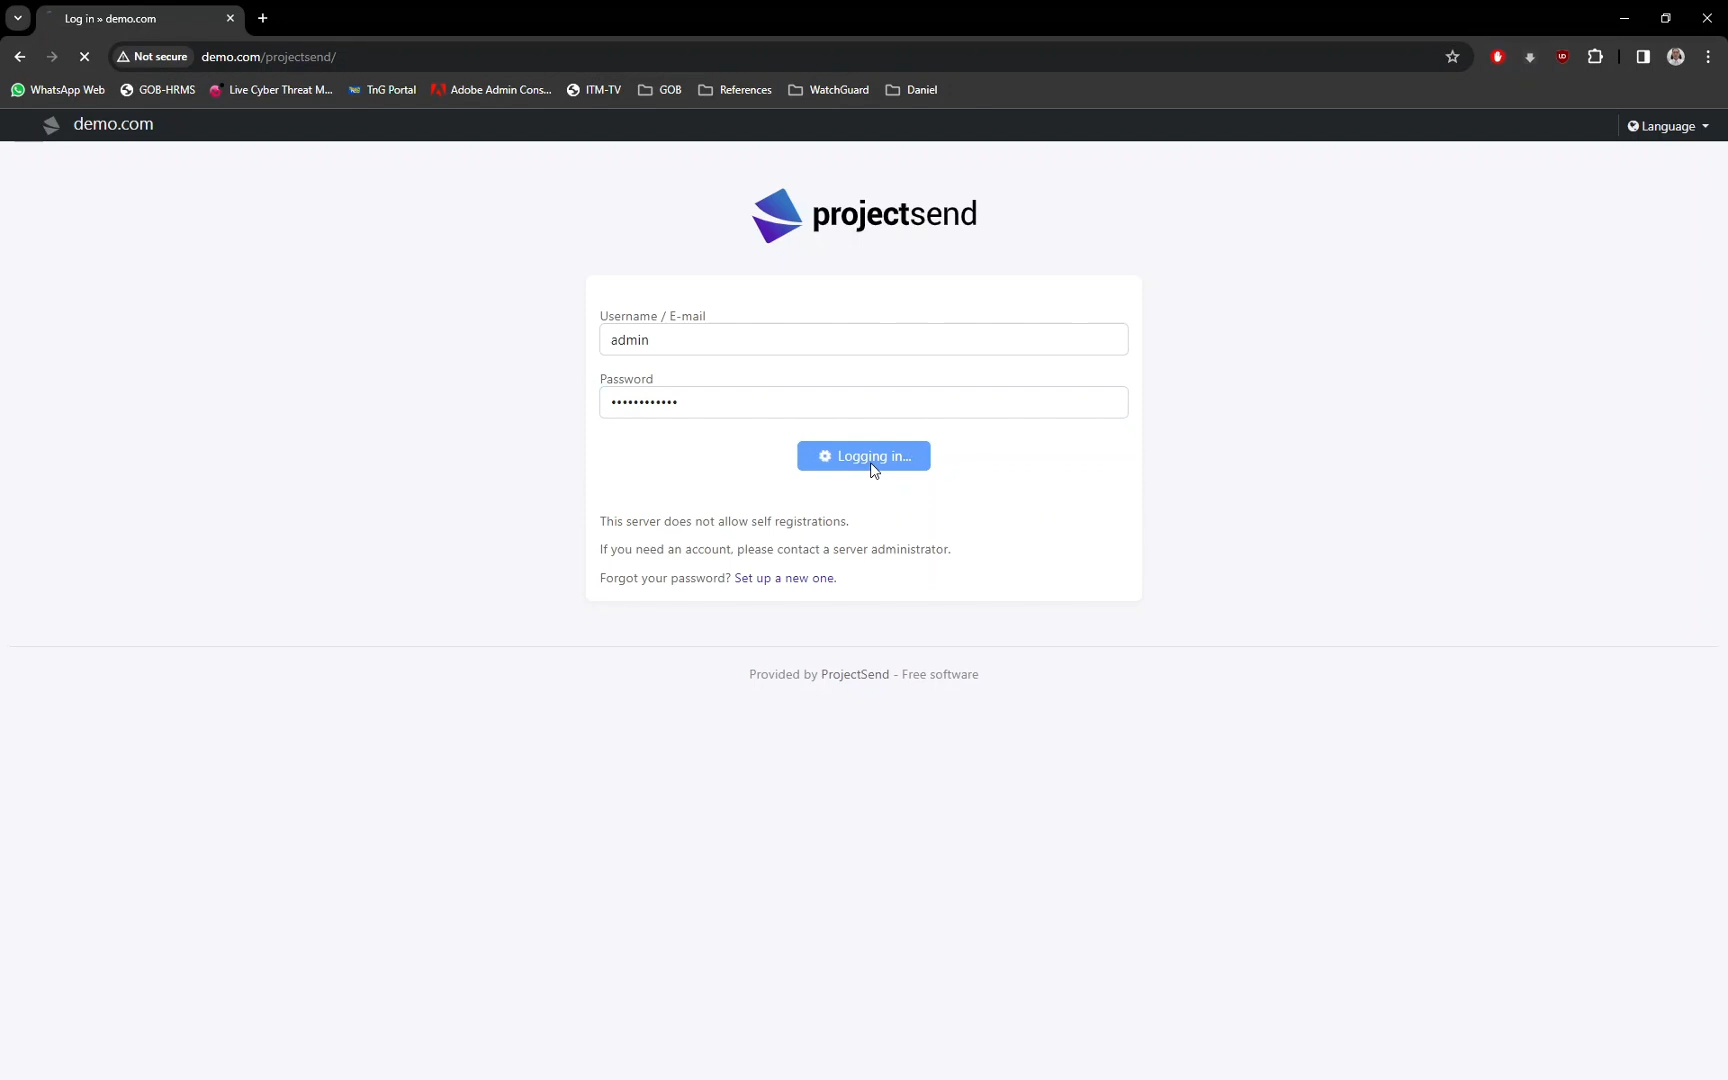 Log in » demo.com
Not secure demo.com/projectsend/
WhatsApp Web GOB-HRMS Live Cyber Threat M... TnG Portal Adobe Admin Cons... ITM-TV GOB References WatchGuard Daniel
demo.com Language
projectsend
Username / E-mail
admin
Password
••••••••••••
Logging in...
This server does not allow self registrations.
If you need an account, please contact a server administrator.
Forgot your password? Set up a new one.
Provided by ProjectSend - Free software